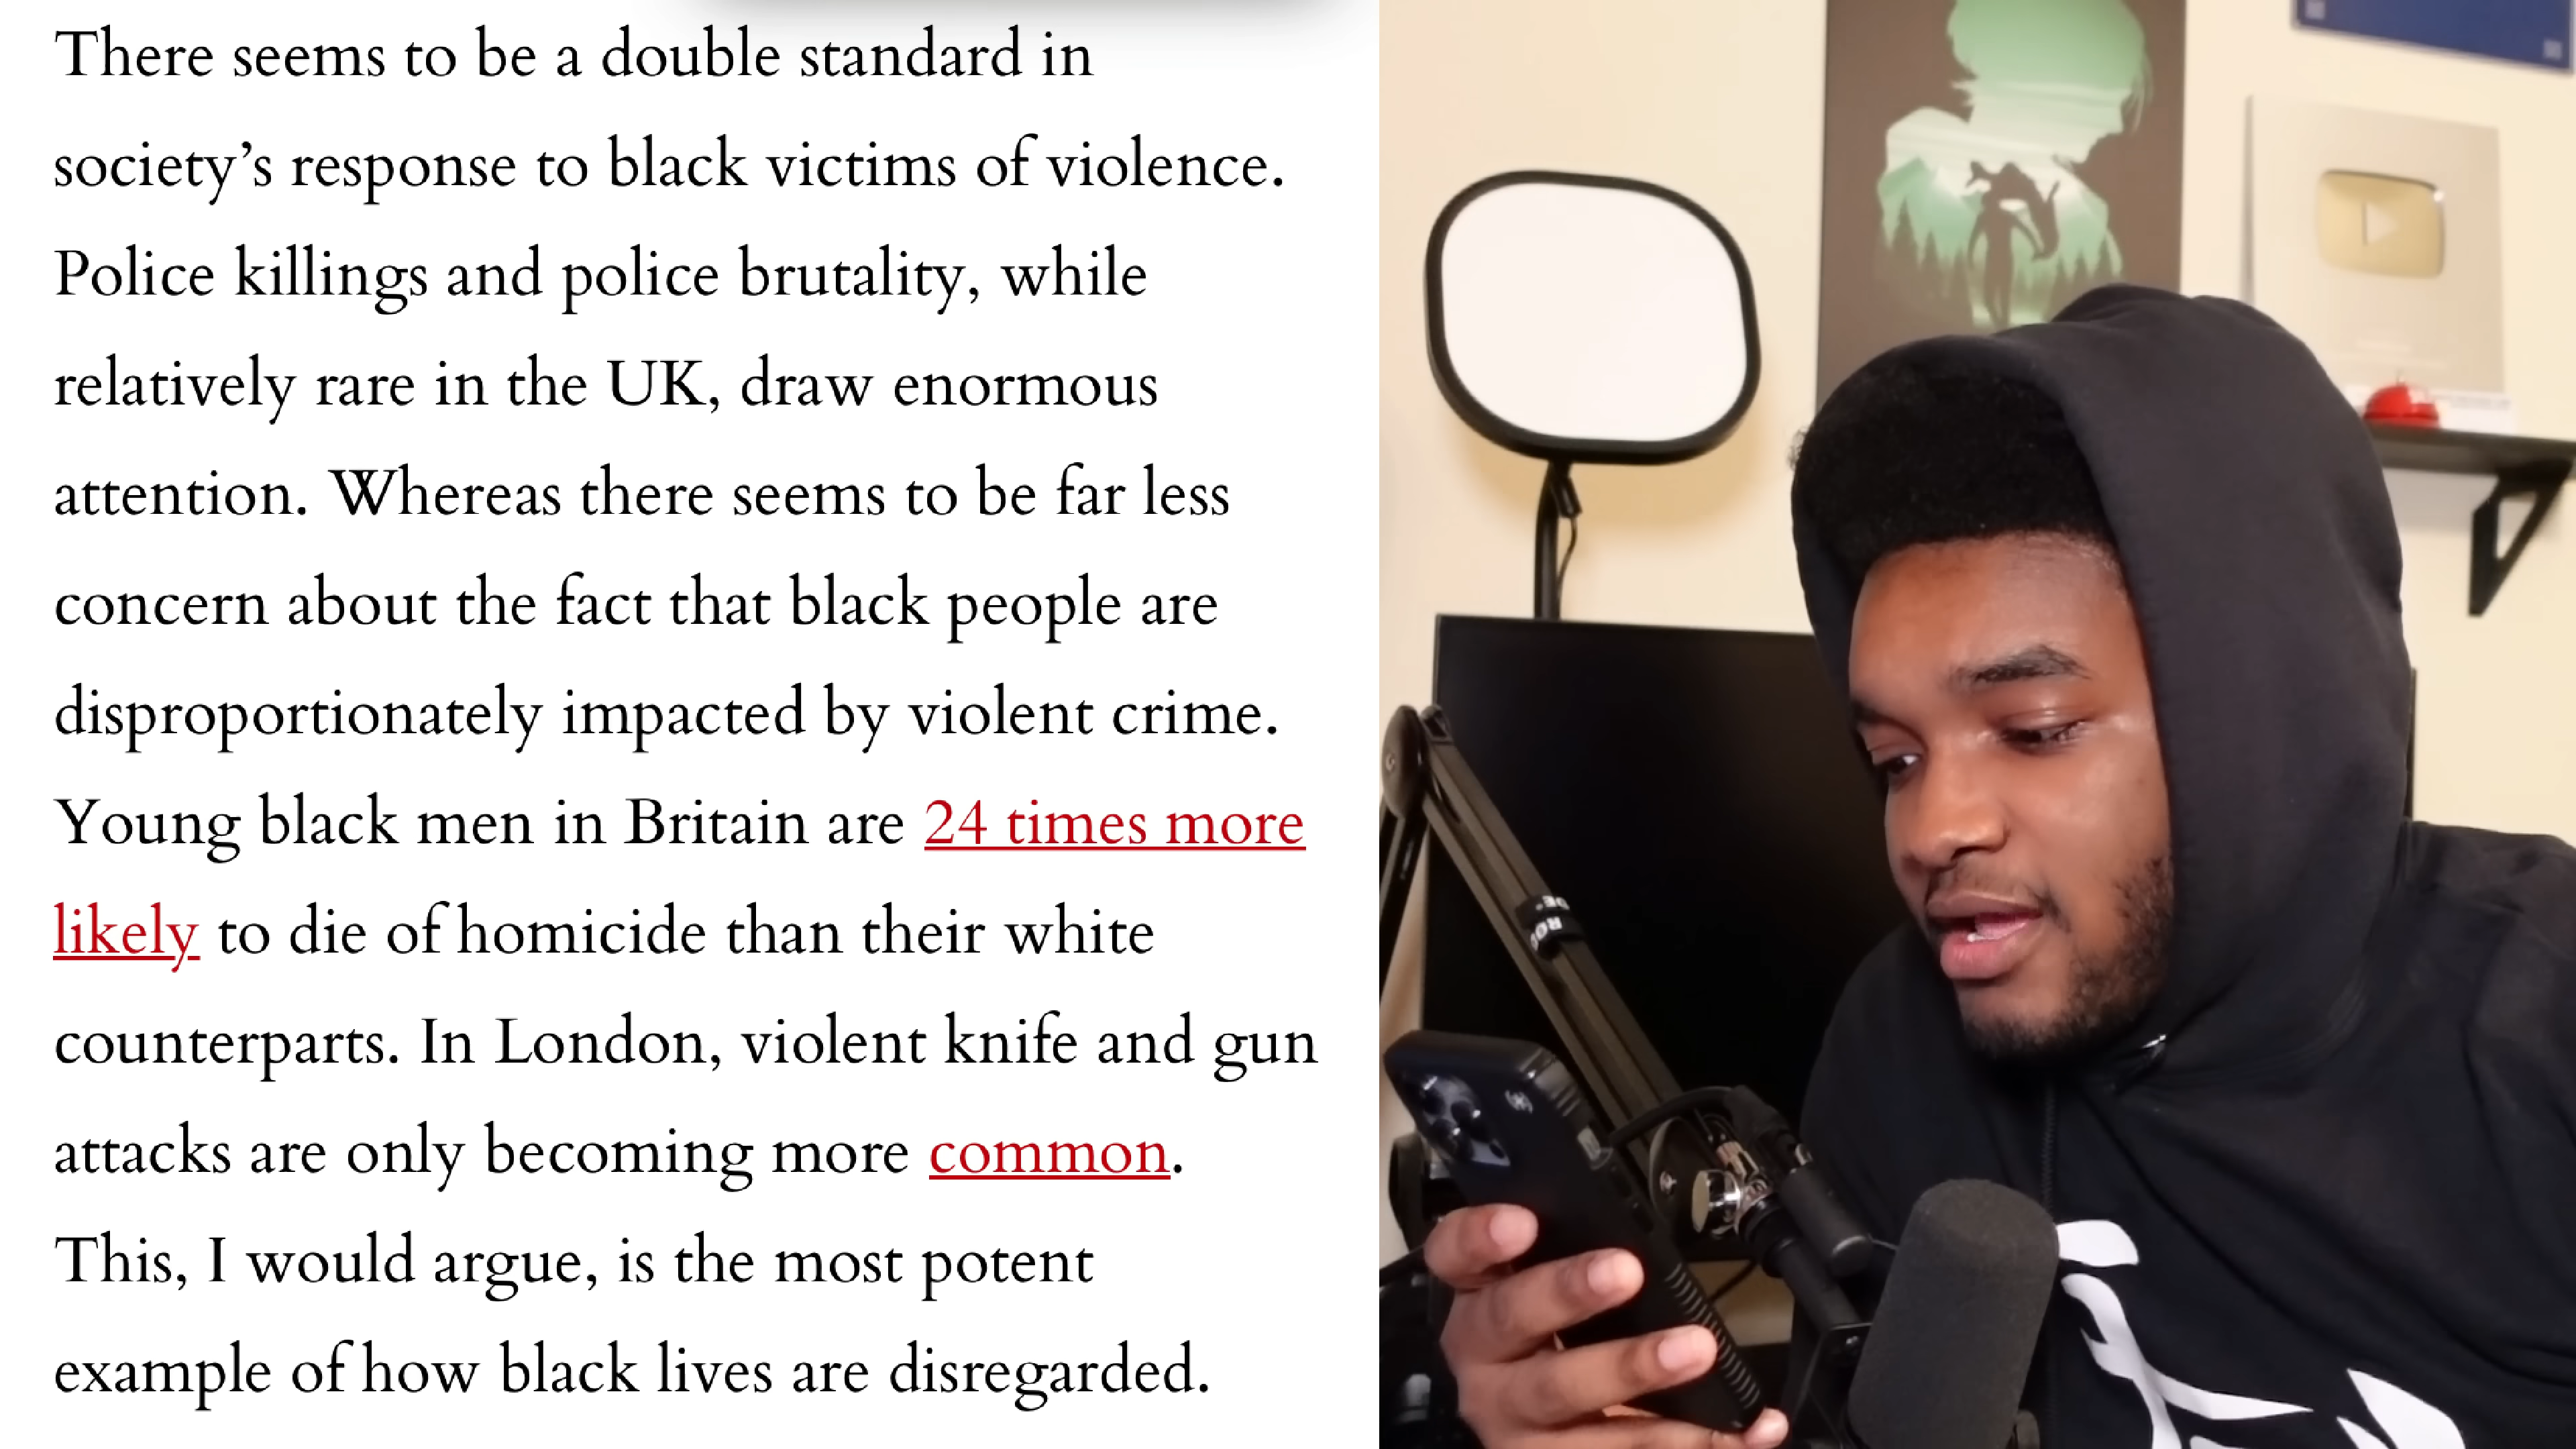 There seems to be a double standard in
society’s response to black victims of violence.
Police killings and police brutality, while
relatively rare in the UK, draw enormous
attention. Whereas there seems to be far less
concern about the fact that black people are
disproportionately impacted by violent crime.
Young black men in Britain are 24 times more
likely to die of homicide than their white
counterparts. In London, violent knife and gun
attacks are only becoming more common.
This, I would argue, is the most potent
example of how black lives are disregarded.